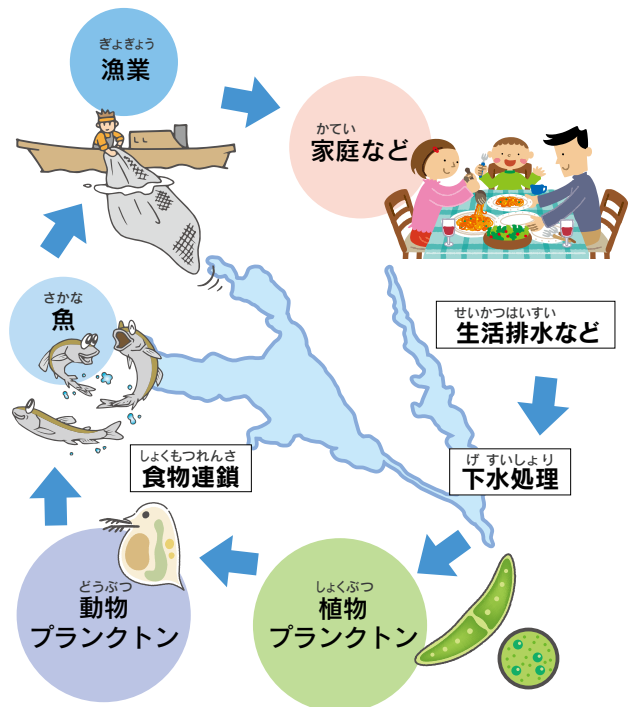 ぎょぎょう
漁業
かてい
家庭など
せいかつはいすい
生活排水など
げ すいしょり
下水処理
しょくぶつ
植物
プランクトン
どうぶつ
動物
プランクトン
しょくもつれんさ
食物連鎖
さかな
魚